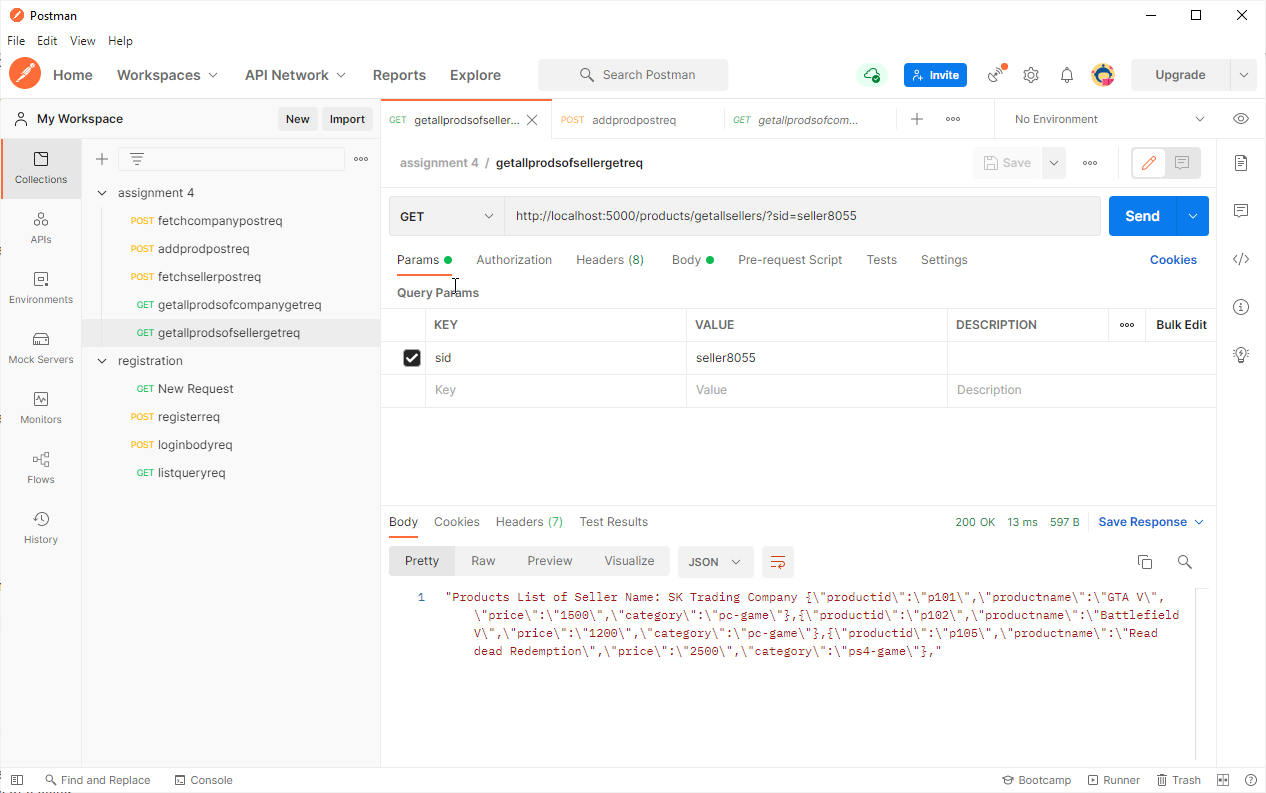 Postman
File Edit View Help
Home Workspaces API Network Reports Explore Search Postman Invite Upgrade
My Workspace New Import
GET getallprodsofseller... POST addprodpostreq GET getallprodsofcom... No Environment
Collections
APIs
Environments
Mock Servers
Monitors
Flows
History
assignment 4
POST fetchcompanypostreq
POST addprodpostreq
POST fetchsellerpostreq
GET getallprodsofcompanygetreq
GET getallprodsofsellergetreq
registration
GET New Request
POST registerreq
POST loginbodyreq
GET listqueryreq
assignment 4 / getallprodsofsellergetreq Save
GET http://localhost:5000/products/getallsellers/?sid=seller8055 Send
Params Authorization Headers (8) Body Pre-request Script Tests Settings Cookies
Query Params
KEY VALUE DESCRIPTION Bulk Edit
sid seller8055
Key Value Description
Body Cookies Headers (7) Test Results 200 OK 13 ms 597 B Save Response
Pretty Raw Preview Visualize JSON
1 "Products List of Seller Name: SK Trading Company {\"productid\":\"p101\",\"productname\":\"GTA V\",
\"price\":\"1500\",\"category\":\"pc-game\"},{\"productid\":\"p102\",\"productname\":\"Battlefield
V\",\"price\":\"1200\",\"category\":\"pc-game\"},{\"productid\":\"p105\",\"productname\":\"Read
dead Redemption\",\"price\":\"2500\",\"category\":\"ps4-game\"},"
Find and Replace Console Bootcamp Runner Trash